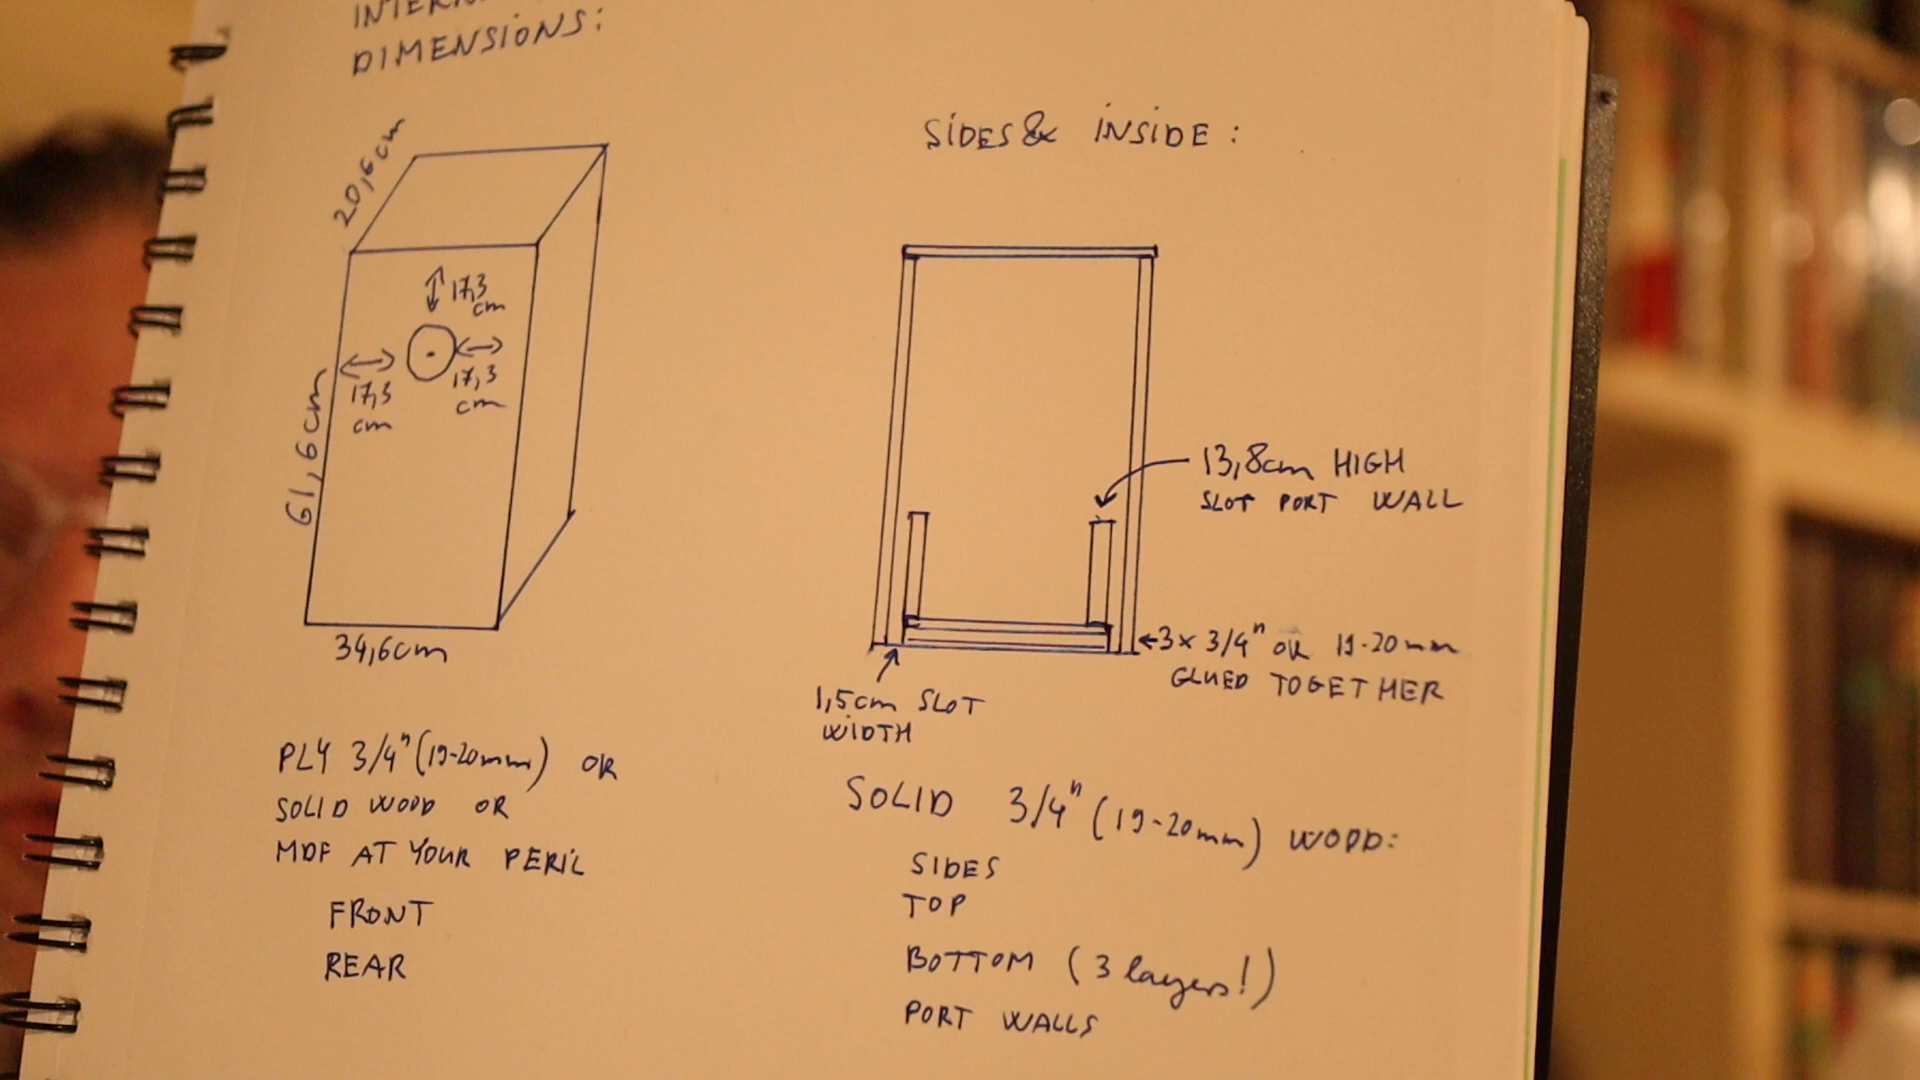 DIMENSIONS:
20,6cm
17,3
cm
17,3
cm
17,3
cm
61,6cm
34,6cm
PLY 3/4" (19-20mm) OR
SOLID WOOD OR
MDF AT YOUR PERIL
FRONT
REAR
SIDES & INSIDE:
13,8cm HIGH
SLOT PORT WALL
←3x 3/4" OR 19-20mm
GLUED TOGETHER
1,5cm SLOT
WIDTH
SOLID 3/4" (19-20mm) WOOD:
SIDES
TOP
BOTTOM (3 layers!)
PORT WALLS